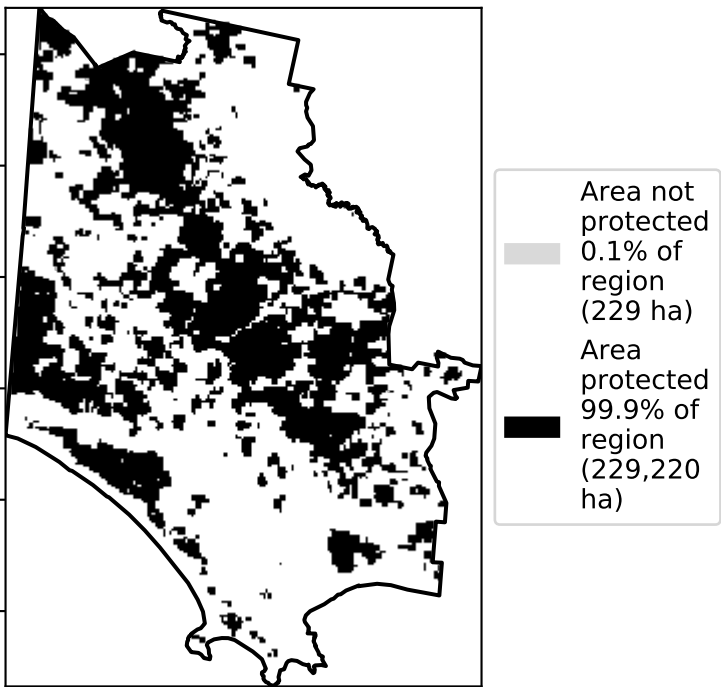 Area not
protected
0.1% of
region
(229 ha)
Area
protected
99.9% of
region
(229,220
ha)